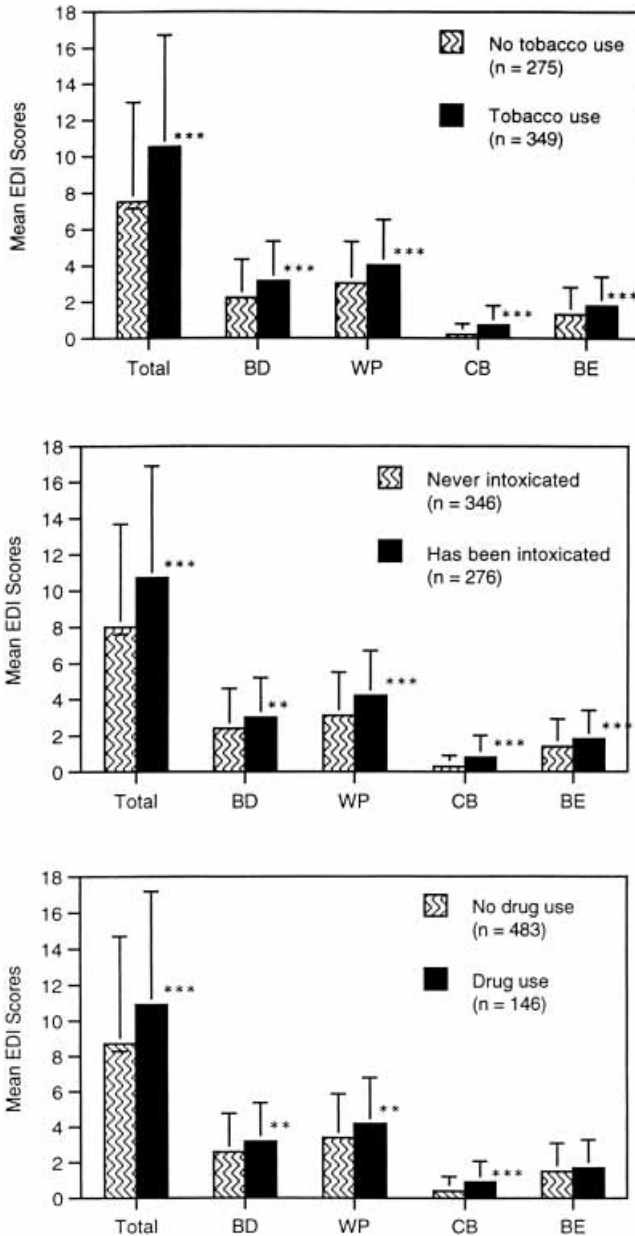 18
16
14
12
10
8
6
4
2
0
Mean EDI Scores
No tobacco use
(n = 275)
Tobacco use
(n = 349)
***
***
***
***
***
Total BD WP CB BE
18
16
14
12
10
8
6
4
2
0
Mean EDI Scores
Never intoxicated
(n = 346)
Has been intoxicated
(n = 276)
***
**
***
***
***
Total BD WP CB BE
18
16
14
12
10
8
6
4
2
0
Mean EDI Scores
No drug use
(n = 483)
Drug use
(n = 146)
***
**
**
***
Total BD WP CB BE